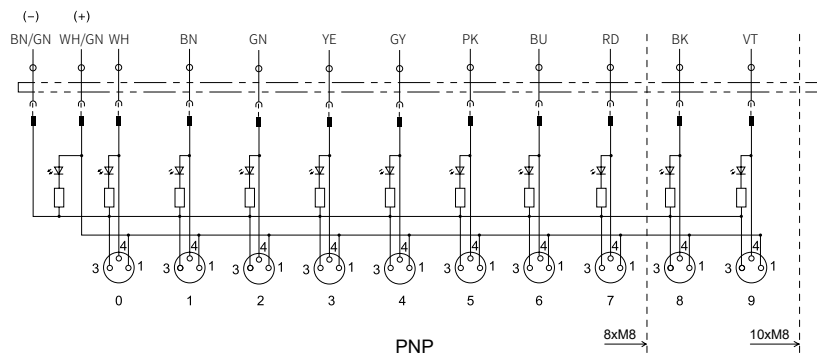 (−) (+)
BN/GN WH/GN WH BN GN YE GY PK BU RD BK VT
4 4 4 4 4 4 4 4 4 4
3 1 3 1 3 1 3 1 3 1 3 1 3 1 3 1 3 1 3 1
0 1 2 3 4 5 6 7 8 9
8xM8 10xM8
PNP